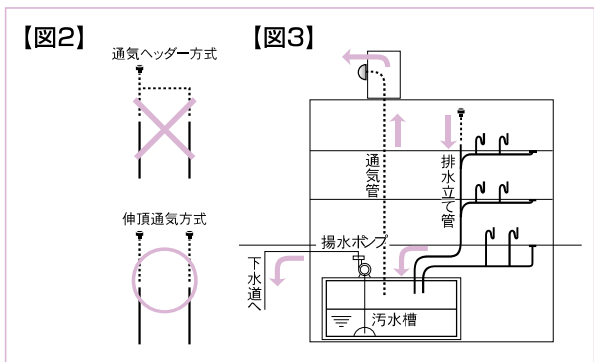 【図2】
通気ヘッダー方式
伸頂通気方式
【図3】
通気管
排水立て管
揚水ポンプ
下水道へ
汚水槽